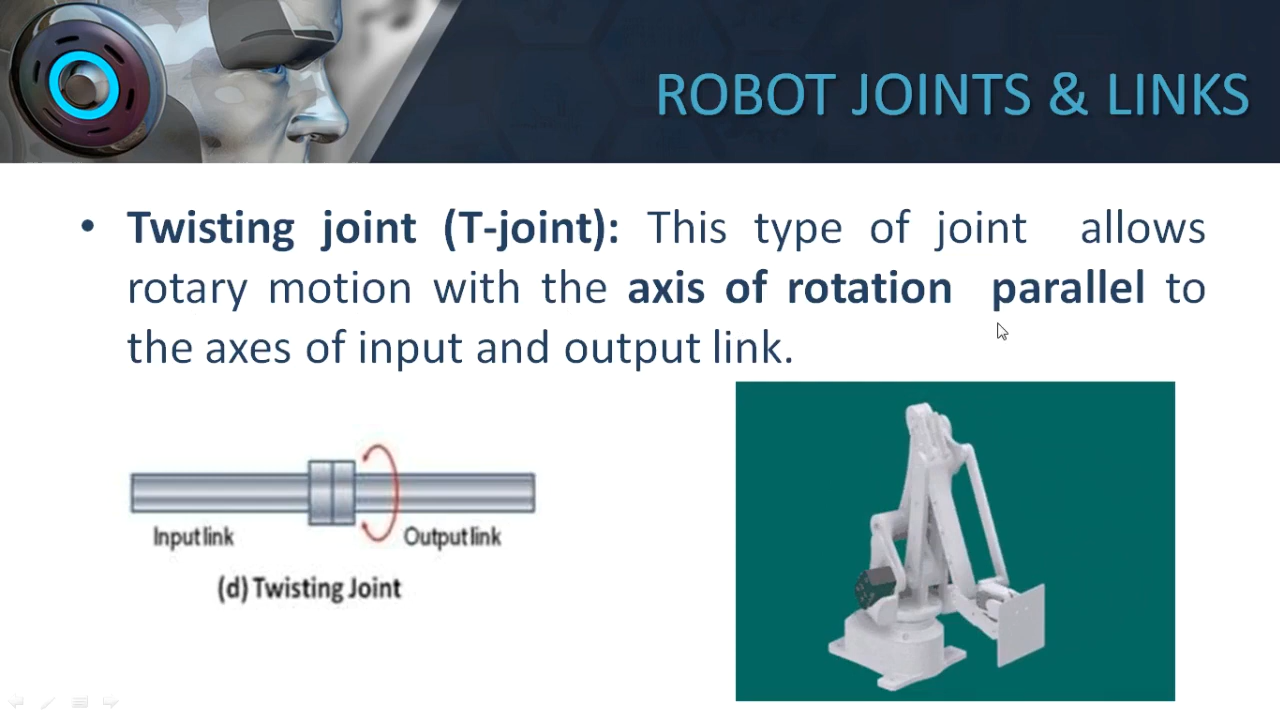 ROBOT JOINTS & LINKS
• Twisting joint (T-joint): This type of joint allows
rotary motion with the axis of rotation parallel to
the axes of input and output link.
Input link
Output link
(d) Twisting Joint